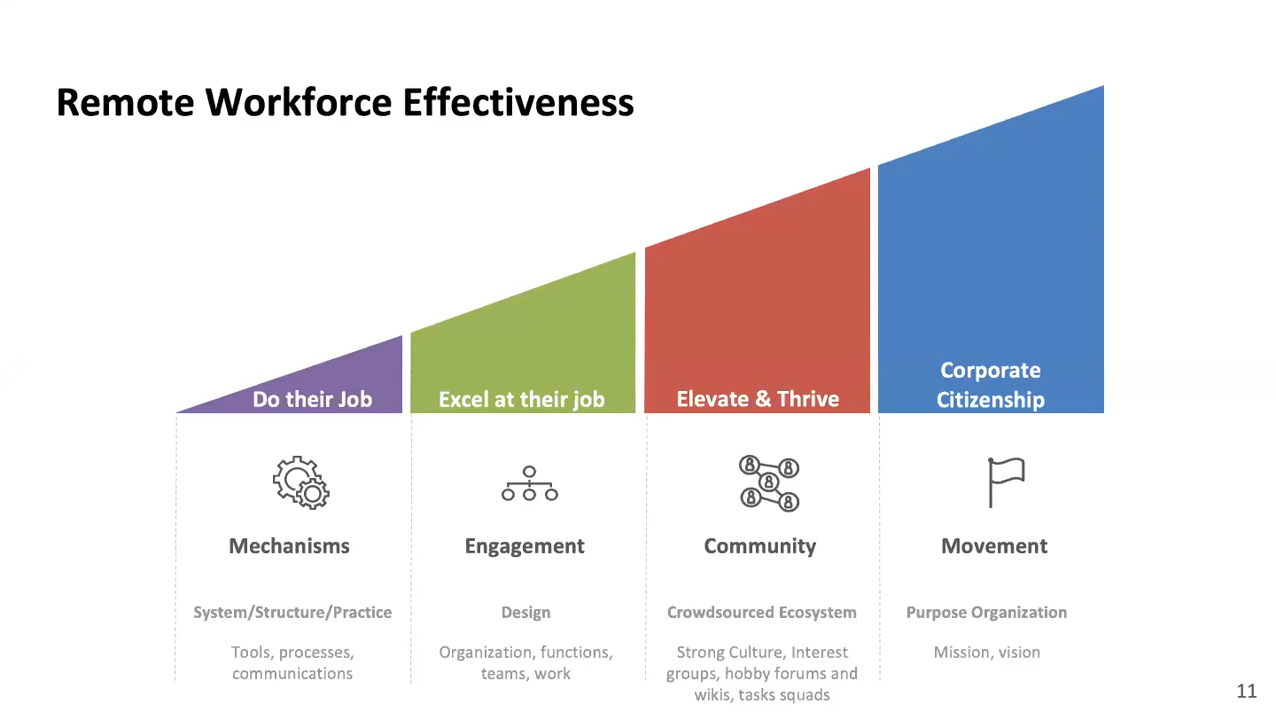 Remote Workforce Effectiveness
Do their Job
Excel at their job
Elevate & Thrive
Corporate
Citizenship
Mechanisms
Engagement
Community
Movement
System/Structure/Practice
Design
Crowdsourced Ecosystem
Purpose Organization
Tools, processes,
communications
Organization, functions,
teams, work
Strong Culture, Interest
groups, hobby forums and
wikis, tasks squads
Mission, vision
11